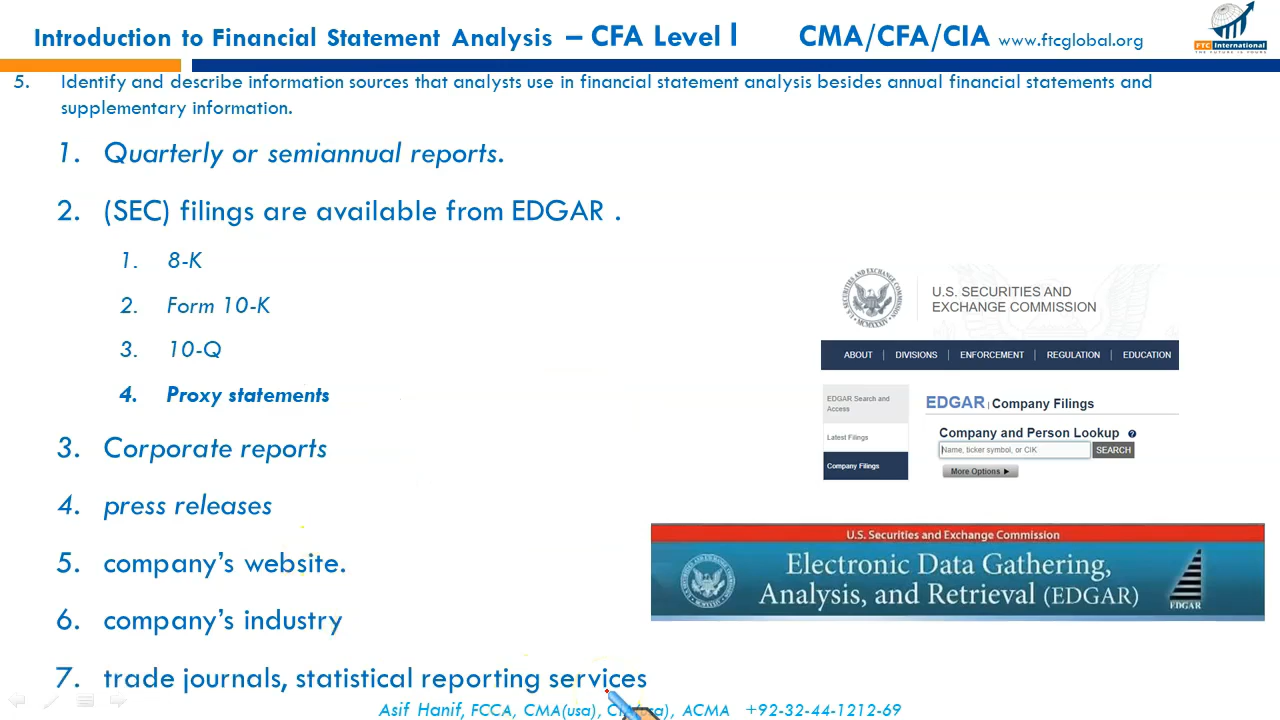 Introduction to Financial Statement Analysis – CFA Level I CMA/CFA/CIA www.ftcglobal.org
FTC International
5. Identify and describe information sources that analysts use in financial statement analysis besides annual financial statements and
supplementary information.
1. Quarterly or semiannual reports.
2. (SEC) filings are available from EDGAR .
1. 8-K
2. Form 10-K
3. 10-Q
4. Proxy statements
3. Corporate reports
4. press releases
5. company's website.
6. company's industry
7. trade journals, statistical reporting services
U.S. SECURITIES AND
EXCHANGE COMMISSION
ABOUT | DIVISIONS | ENFORCEMENT | REGULATION | EDUCATION
EDGAR Search and
Access
Latest Filings
Company Filings
EDGAR | Company Filings
Company and Person Lookup ?
Name, ticker symbol, or CIK SEARCH
More Options
U.S. Securities and Exchange Commission
Electronic Data Gathering,
Analysis, and Retrieval (EDGAR)
EDGAR
Asif Hanif, FCCA, CMA(usa), ACMA +92-32-44-1212-69